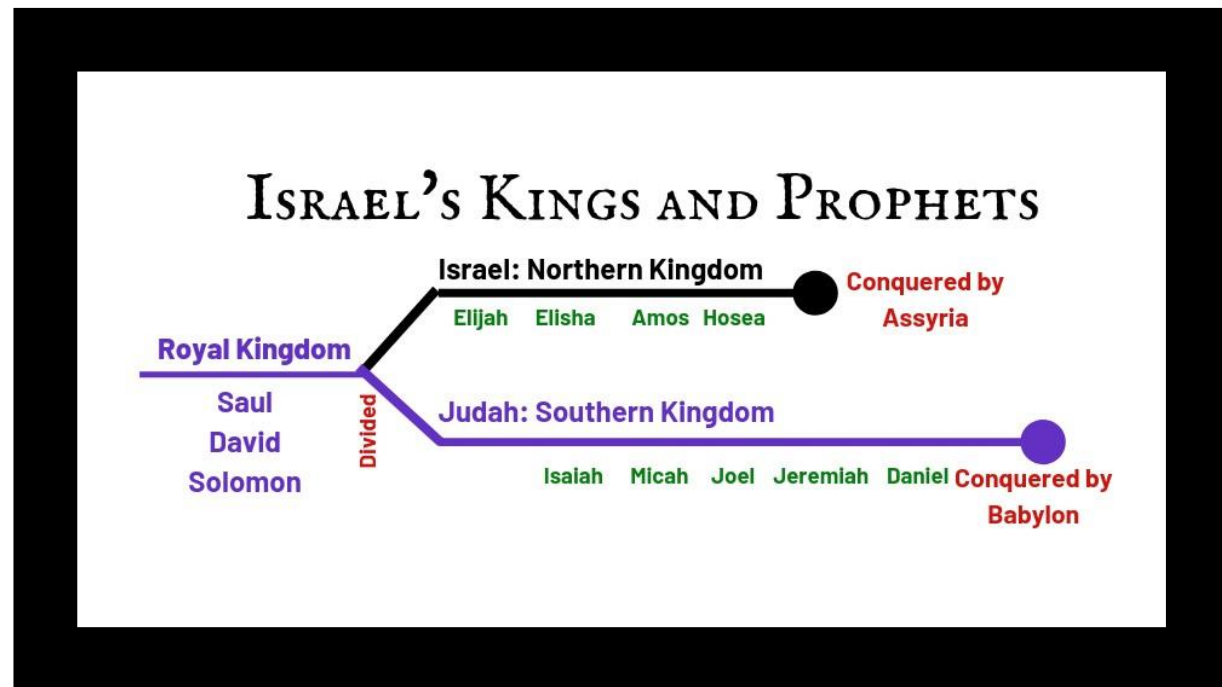 Israel's Kings and Prophets
Israel: Northern Kingdom
Elijah Elisha Amos Hosea
Conquered by
Assyria
Royal Kingdom
Saul
David
Solomon
Divided
Judah: Southern Kingdom
Isaiah Micah Joel Jeremiah Daniel
Conquered by
Babylon